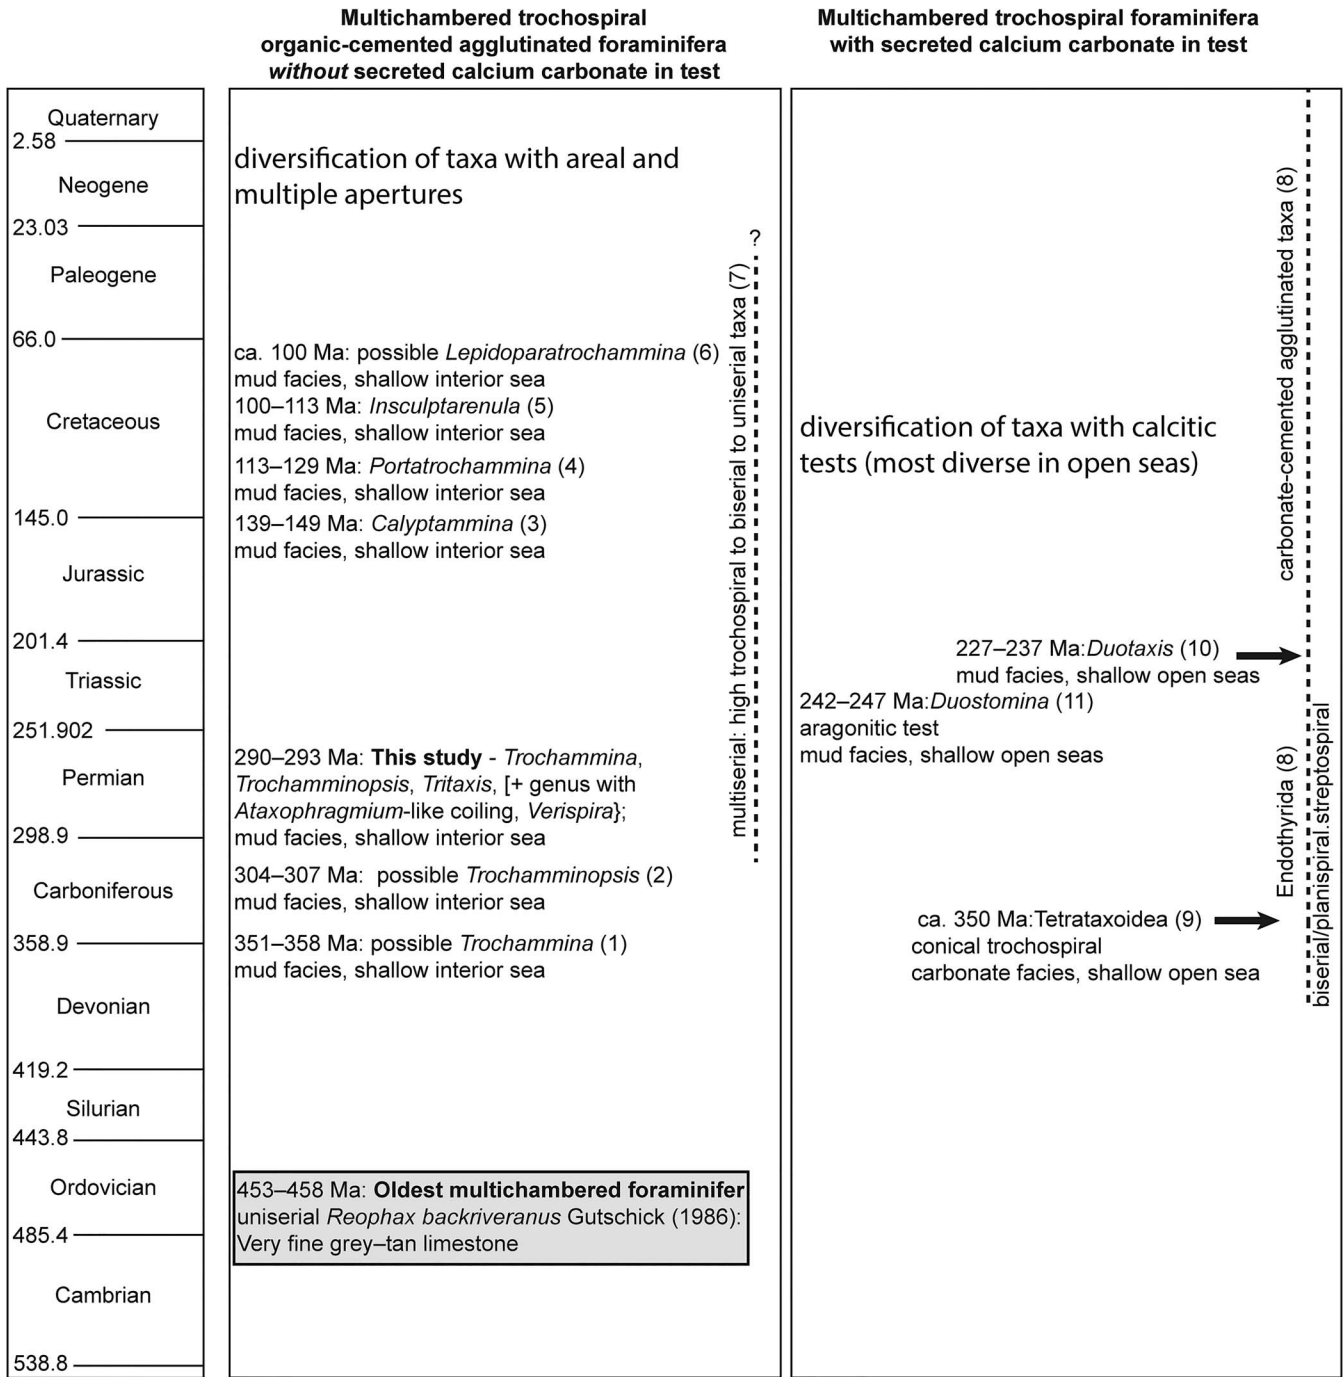 Multichambered trochospiral
organic-cemented agglutinated foraminifera
without secreted calcium carbonate in test
Multichambered trochospiral foraminifera
with secreted calcium carbonate in test
Quaternary
2.58
Neogene
23.03
Paleogene
66.0
Cretaceous
145.0
Jurassic
201.4
Triassic
251.902
Permian
298.9
Carboniferous
358.9
Devonian
419.2
Silurian
443.8
Ordovician
485.4
Cambrian
538.8
diversification of taxa with areal and
multiple apertures
ca. 100 Ma: possible Lepidoparatrochammina (6)
mud facies, shallow interior sea
100–113 Ma: Insculptarenula (5)
mud facies, shallow interior sea
113–129 Ma: Portatrochammina (4)
mud facies, shallow interior sea
139–149 Ma: Calyptammina (3)
mud facies, shallow interior sea
290–293 Ma: This study - Trochammina,
Trochamminopsis, Tritaxis, [+ genus with
Ataxophragmium-like coiling, Verispira};
mud facies, shallow interior sea
304–307 Ma: possible Trochamminopsis (2)
mud facies, shallow interior sea
351–358 Ma: possible Trochammina (1)
mud facies, shallow interior sea
453–458 Ma: Oldest multichambered foraminifer
uniserial Reophax backriveranus Gutschick (1986):
Very fine grey–tan limestone
?
multiserial: high trochospiral to biserial to uniserial taxa (7)
diversification of taxa with calcitic
tests (most diverse in open seas)
227–237 Ma:Duotaxis (10)
mud facies, shallow open seas
242–247 Ma:Duostomina (11)
aragonitic test
mud facies, shallow open seas
ca. 350 Ma:Tetrataxoidea (9)
conical trochospiral
carbonate facies, shallow open sea
carbonate-cemented agglutinated taxa (8)
Endothyrida (8)
biserial/planispiral.streptospiral